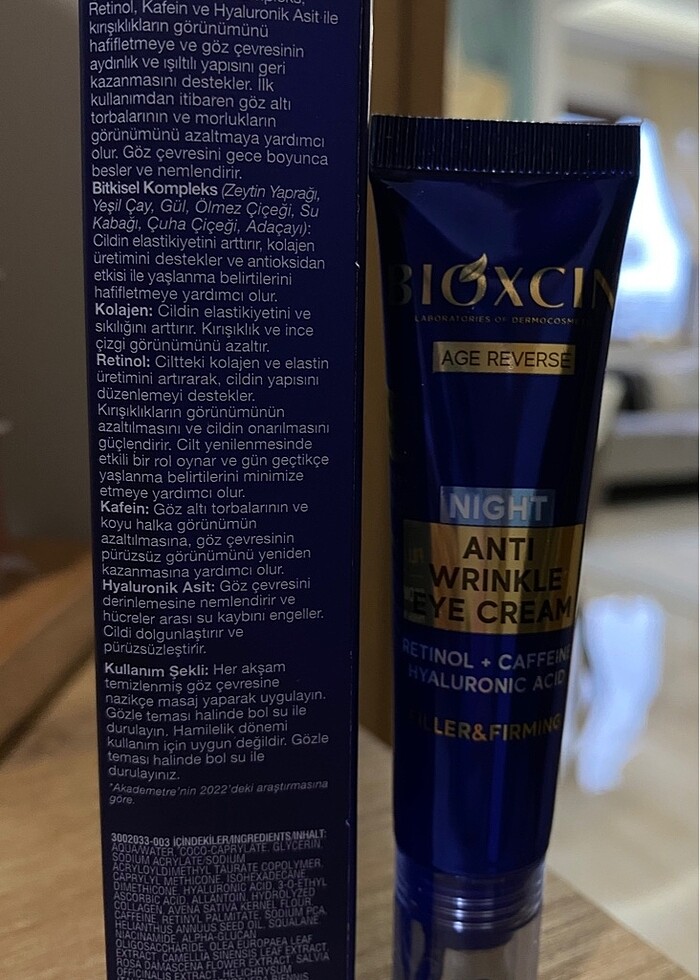 Retinol, Kafein ve Hyaluronik Asit ile
kırışıklıkların görünümünü
hafifletmeye ve göz çevresinin
aydınlık ve ışıltılı yapısını geri
kazanmasını destekler. İlk
kullanımdan itibaren göz altı
torbalarının ve morlukların
görünümünü azaltmaya yardımcı
olur. Göz çevresini gece boyunca
besler ve nemlendirir.
Bitkisel Kompleks (Zeytin Yaprağı,
Yeşil Çay, Gül, Ölmez Çiçeği, Su
Kabağı, Çuha Çiçeği, Adaçayı):
Cildin elastikiyetini arttırır, kolajen
üretimini destekler ve antioksidan
etkisi ile yaşlanma belirtilerini
hafifletmeye yardımcı olur.
Kolajen: Cildin elastikiyetini ve
sıkılığını arttırır. Kırışıklık ve ince
çizgi görünümünü azaltır.
Retinol: Ciltteki kolajen ve elastin
üretimini artırarak, cildin yapısını
düzenlemeyi destekler.
Kırışıklıkların görünümünün
azaltılmasını ve cildin onarılmasını
güçlendirir. Cilt yenilenmesinde
etkili bir rol oynar ve gün geçtikçe
yaşlanma belirtilerini minimize
etmeye yardımcı olur.
Kafein: Göz altı torbalarının ve
koyu halka görünümün
azaltılmasına, göz çevresinin
pürüzsüz görünümünü yeniden
kazanmasına yardımcı olur.
Hyaluronik Asit: Göz çevresini
derinlemesine nemlendirir ve
hücreler arası su kaybını engeller.
Cildi dolgunlaştırır ve
pürüzsüzleştirir.
Kullanım Şekli: Her akşam
temizlenmiş göz çevresine
nazikçe masaj yaparak uygulayın.
Gözle teması halinde bol su ile
durulayın. Hamilelik dönemi
kullanım için uygun değildir. Gözle
teması halinde bol su ile
durulayınız.
*Akademetre'nin 2022'deki araştırmasına
göre.
3002033-003 İÇİNDEKİLER/INGREDIENTS/INHALT:
AQUA/WATER, COCO-CAPRYLATE, GLYCERIN,
SODIUM ACRYLATE/SODIUM
ACRYLOYLDIMETHYL TAURATE COPOLYMER,
CAPRYLYL METHICONE, ISOHEXADECANE,
DIMETHICONE, HYALURONIC ACID, 3-O-ETHYL
ASCORBIC ACID, ALLANTOIN, HYDROLYZED
COLLAGEN, AVENA SATIVA KERNEL FLOUR,
CAFFEINE, RETINYL PALMITATE, SODIUM PCA,
HELIANTHUS ANNUUS SEED OIL, SQUALANE,
NIACINAMIDE, ALPHA-GLUCAN
OLIGOSACCHARIDE, OLEA EUROPAEA LEAF
EXTRACT, CAMELLIA SINENSIS LEAF EXTRACT,
ROSA DAMASCENA FLOWER EXTRACT, SALVIA
OFFICINALIS EXTRACT, HELICHRYSUM
BIOXCIN
LABORATORIES OF DERMOCOSME
AGE REVERSE
NIGHT
ANTI
WRINKLE
EYE CREAM
RETINOL + CAFFEINE
HYALURONIC ACID
FILLER&FIRMING